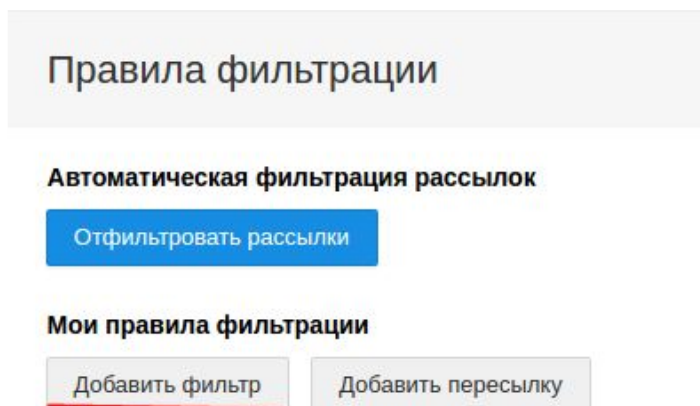 Правила фильтрации
Автоматическая фильтрация рассылок
Отфильтровать рассылки
Мои правила фильтрации
Добавить фильтр Добавить пересылку